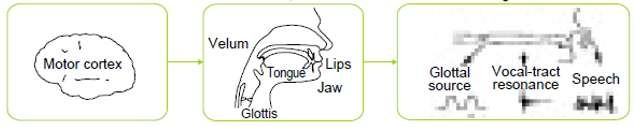 Motor cortex
Velum
Tongue
Lips
Jaw
Glottis
Glottal
source
Vocal-tract
resonance
Speech